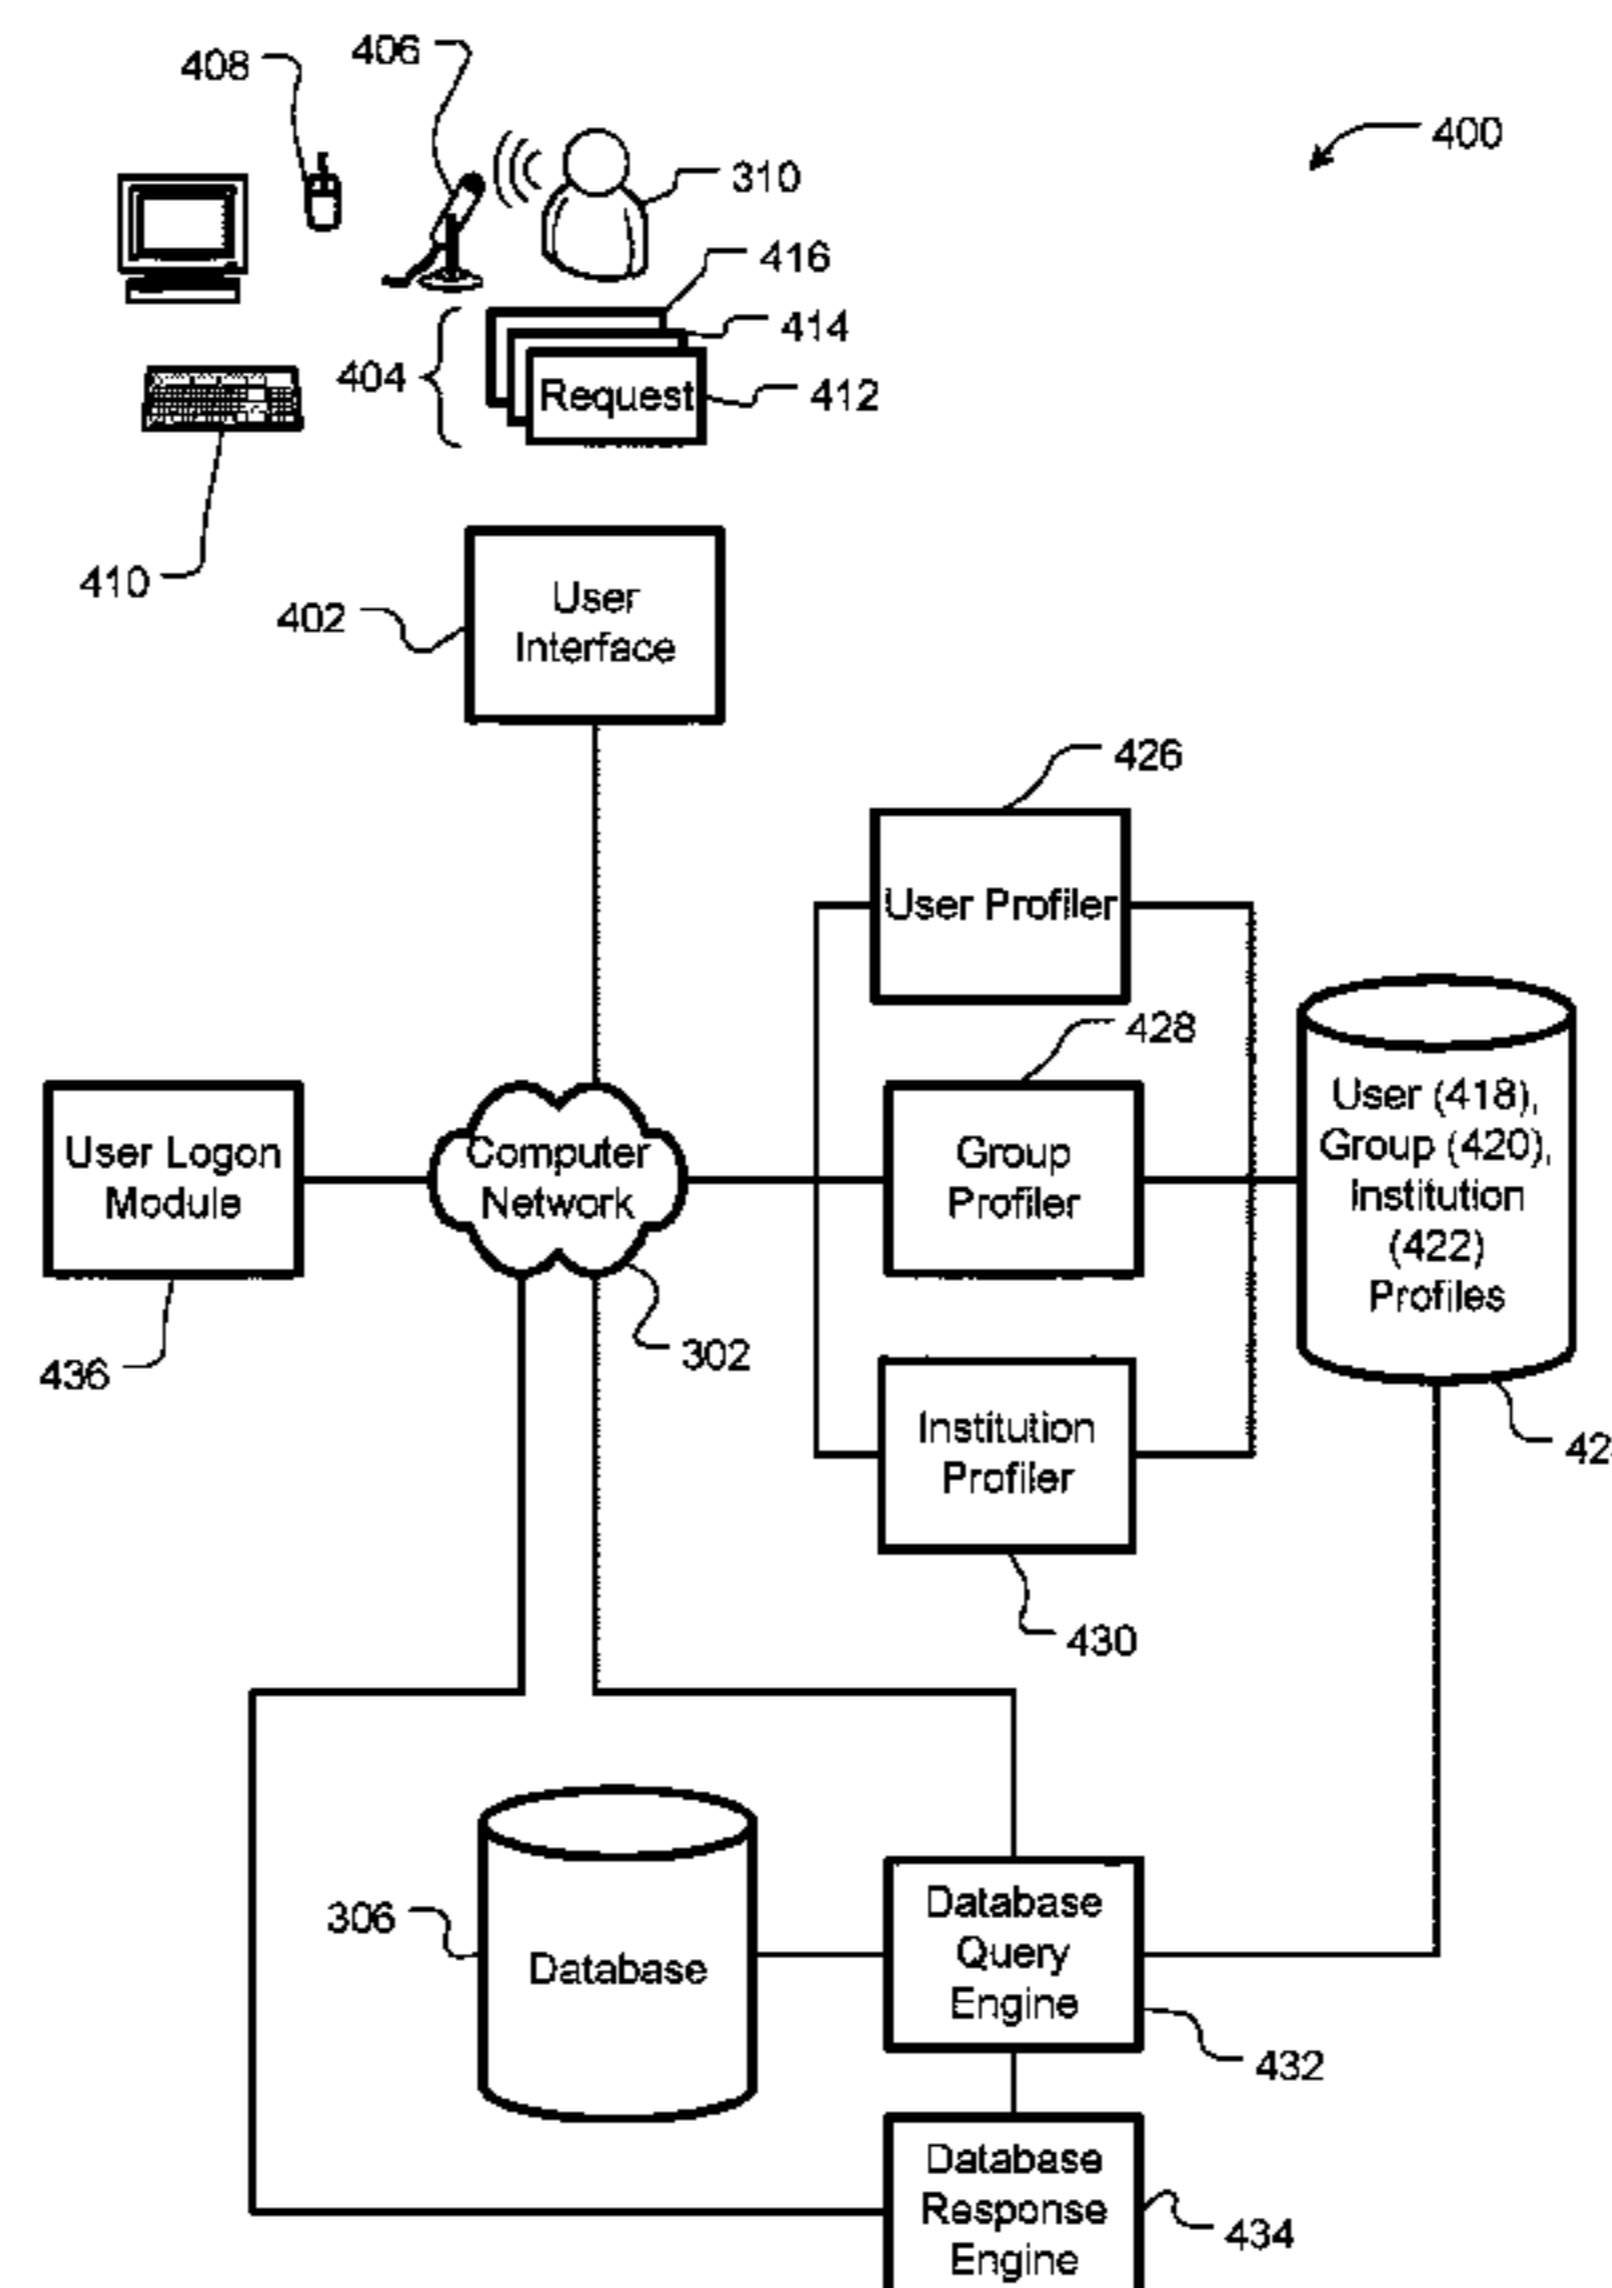 408
406
400
310
416
414
404
Request
412
410
402
User
Interface
426
User Profiler
428
User Logon
Module
Computer
Network
Group
Profiler
User (418),
Group (420),
Institution
(422)
Profiles
436
302
Institution
Profiler
430
306
Database
Database
Query
Engine
432
Database
Response
Engine
434